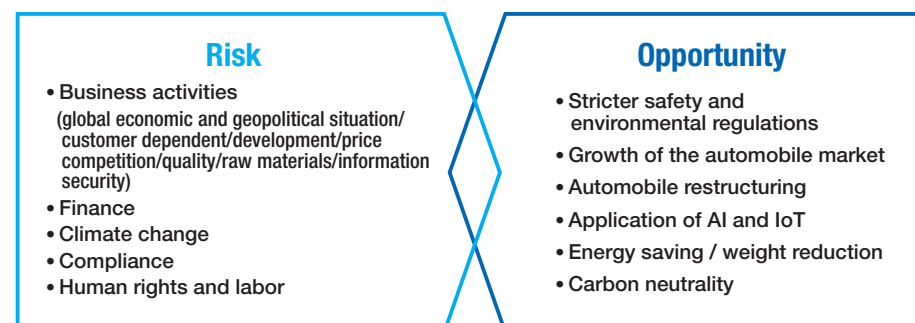 Risk
• Business activities
(global economic and geopolitical situation/
customer dependent/development/price
competition/quality/raw materials/information
security)
• Finance
• Climate change
• Compliance
• Human rights and labor
Opportunity
• Stricter safety and
environmental regulations
• Growth of the automobile market
• Automobile restructuring
• Application of AI and IoT
• Energy saving / weight reduction
• Carbon neutrality